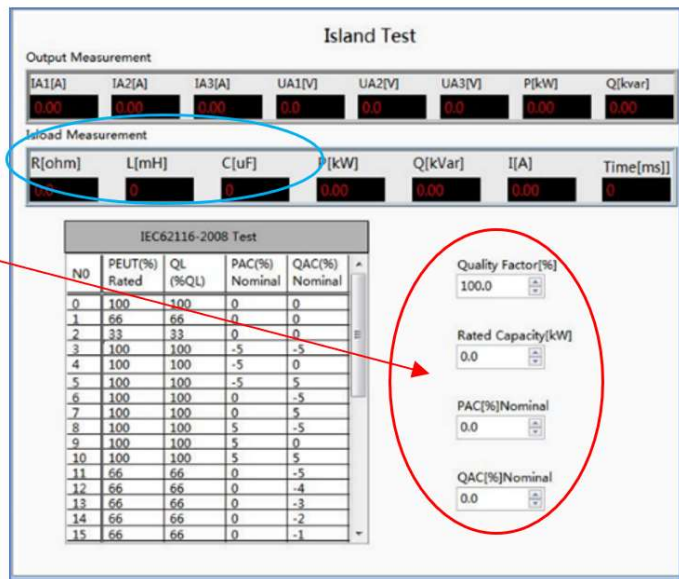 Island Test
Output Measurement
IA1[A] IA2[A] IA3[A] UA1[V] UA2[V] UA3[V] P[kW] Q[kvar]
0.00 0.00 0.00 0.0 0.0 0.0 0.00 0.00
Isload Measurement
R[ohm] L[mH] C[uF] P[kW] Q[kVar] I[A] Time[ms]]
0.0 0 0 0.00 0.00 0.00 0
IEC62116-2008 Test
N0 PEUT(%) Rated QL (%QL) PAC(%) Nominal QAC(%) Nominal
0 100 100 0 0
1 66 66 0 0
2 33 33 0 0
3 100 100 -5 -5
4 100 100 -5 0
5 100 100 -5 5
6 100 100 0 -5
7 100 100 0 5
8 100 100 5 -5
9 100 100 5 0
10 100 100 5 5
11 66 66 0 -5
12 66 66 0 -4
13 66 66 0 -3
14 66 66 0 -2
15 66 66 0 -1
Quality Factor[%]
100.0
Rated Capacity[kW]
0.0
PAC[%]Nominal
0.0
QAC[%]Nominal
0.0